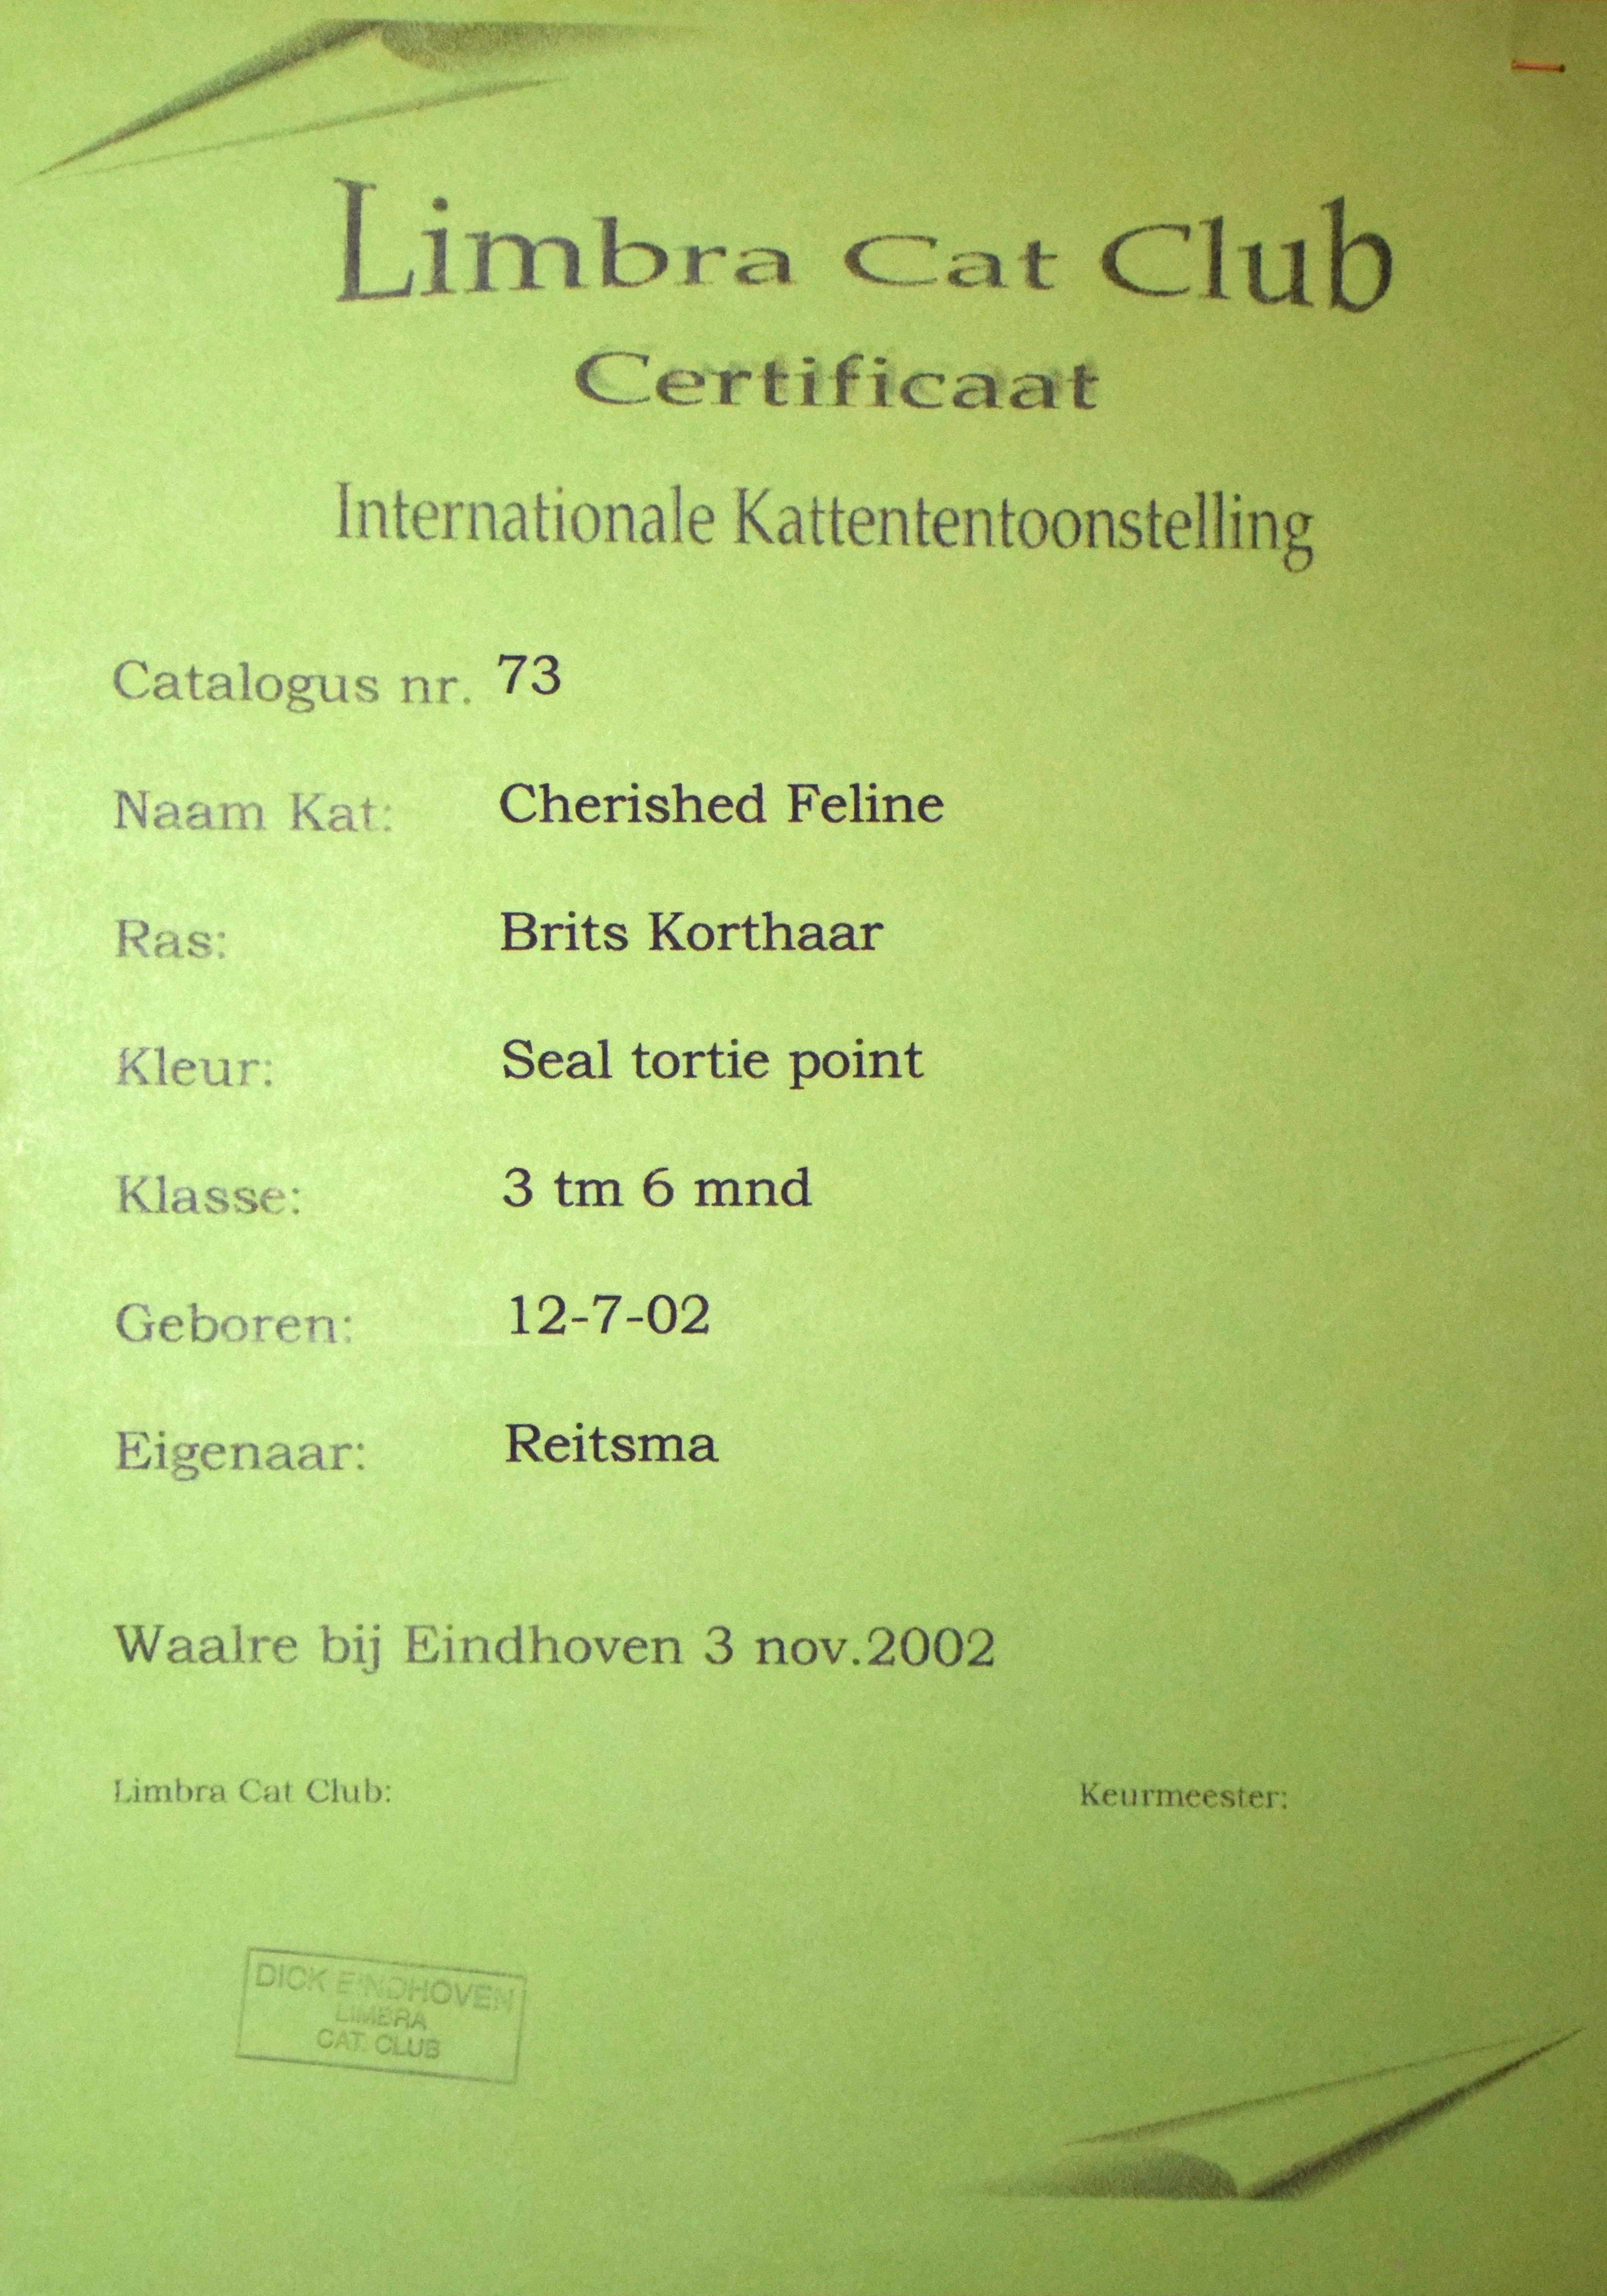 Limbra Cat Club
Certificaat
Internationale Kattententoonstelling
Catalogus nr. 73
Naam Kat: Cherished Feline
Ras: Brits Korthaar
Kleur: Seal tortie point
Klasse: 3 tm 6 mnd
Geboren: 12-7-02
Eigenaar: Reitsma
Waalre bij Eindhoven 3 nov.2002
Limbra Cat Club: Keurmeester:
DICK EINDHOVEN
LIMBRA
CAT. CLUB